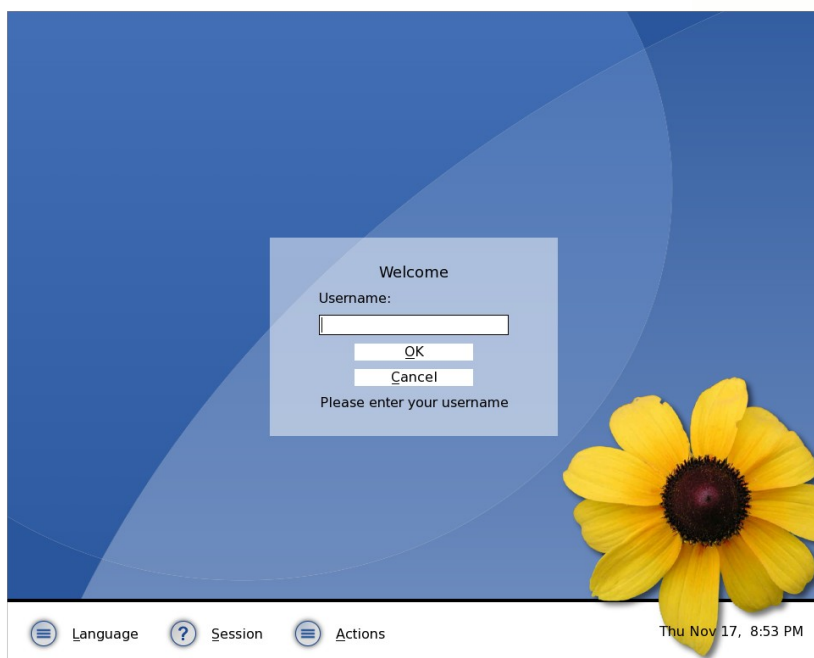 Welcome
Username:
OK
Cancel
Please enter your username
Language
Session
Actions
Thu Nov 17, 8:53 PM